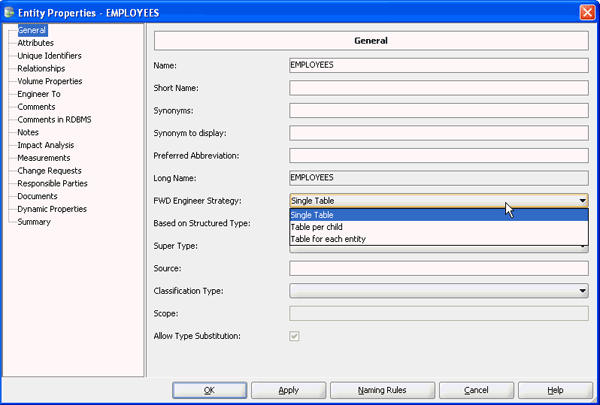 Entity Properties - EMPLOYEES
General
Attributes
Unique Identifiers
Relationships
Volume Properties
Engineer To
Comments
Comments in RDBMS
Notes
Impact Analysis
Measurements
Change Requests
Responsible Parties
Documents
Dynamic Properties
Summary
General
Name: EMPLOYEES
Short Name:
Synonyms:
Synonym to display:
Preferred Abbreviation:
Long Name: EMPLOYEES
FWD Engineer Strategy: Single Table
Single Table
Based on Structured Type: Table per child
Table for each entity
Super Type:
Source:
Classification Type:
Scope:
Allow Type Substitution:
OK Apply Naming Rules Cancel Help